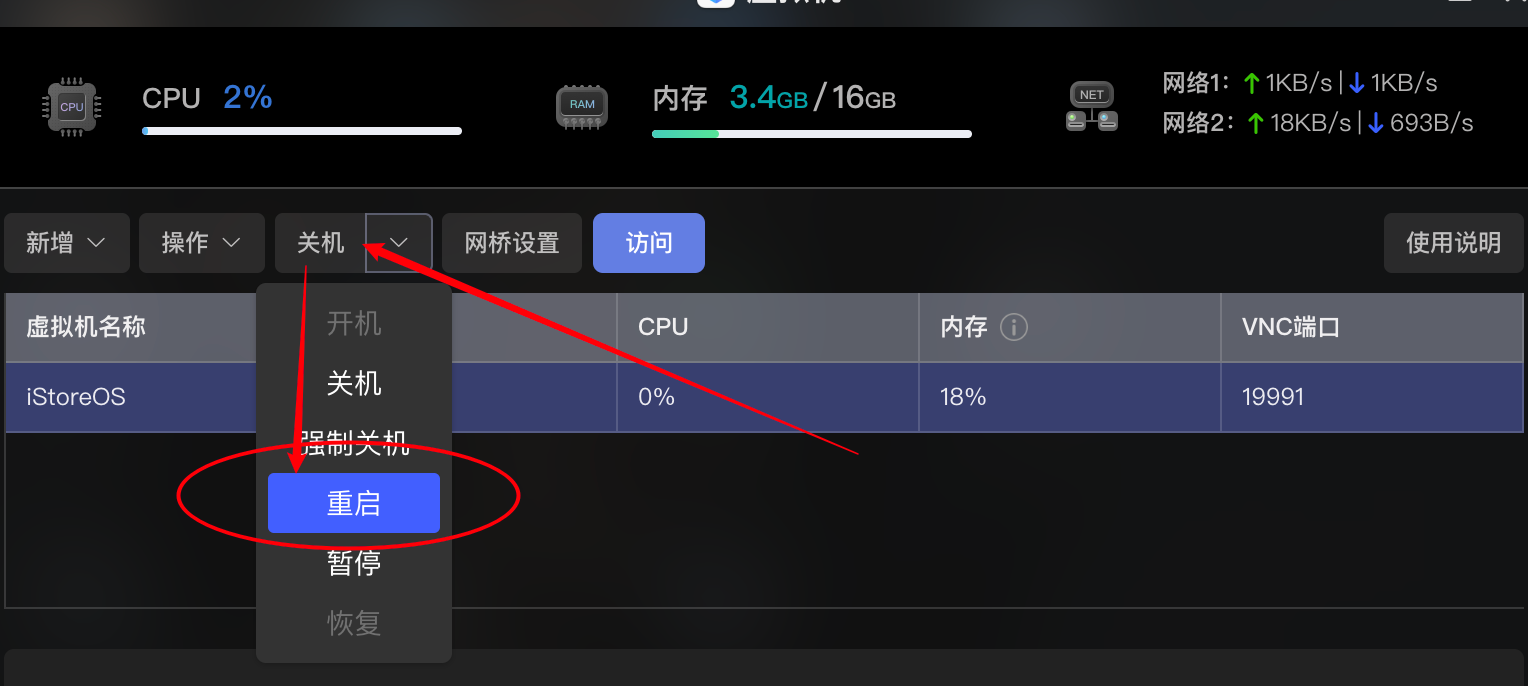 虚拟机
CPU
CPU 2%
RAM
内存 3.4GB/16GB
NET
网络1: ↑1KB/s|↓1KB/s
网络2: ↑18KB/s|↓693B/s
新增
操作
关机
网桥设置
访问
使用说明
虚拟机名称
CPU
内存
VNC端口
iStoreOS
0%
18%
19991
开机
关机
强制关机
重启
暂停
恢复